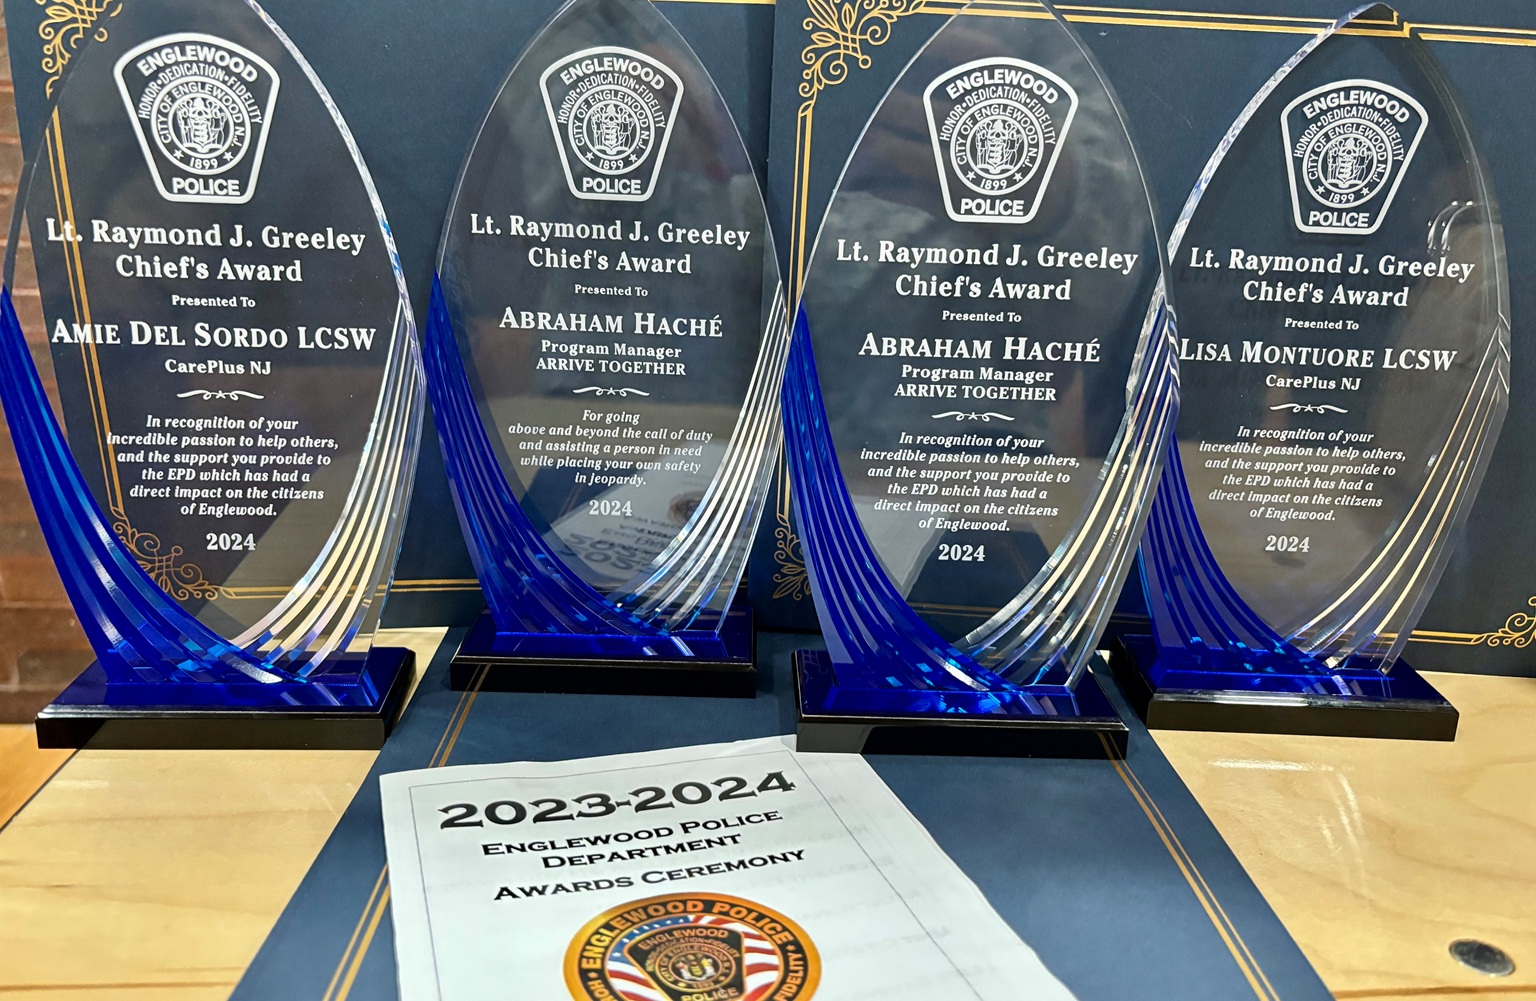 ENGLEWOOD
HONOR•DEDICATION•FIDELITY
CITY OF ENGLEWOOD N.J.
★ 1899 ★
POLICE
Lt. Raymond J. Greeley
Chief's Award
Presented To
AMIE DEL SORDO LCSW
CarePlus NJ
In recognition of your
incredible passion to help others,
and the support you provide to
the EPD which has had a
direct impact on the citizens
of Englewood.
2024
ENGLEWOOD
HONOR•DEDICATION•FIDELITY
CITY OF ENGLEWOOD N.J.
★ 1899 ★
POLICE
Lt. Raymond J. Greeley
Chief's Award
Presented To
ABRAHAM HACHÉ
Program Manager
ARRIVE TOGETHER
For going
above and beyond the call of duty
and assisting a person in need
while placing your own safety
in Jeopardy.
2024
ENGLEWOOD
HONOR•DEDICATION•FIDELITY
CITY OF ENGLEWOOD N.J.
★ 1899 ★
POLICE
Lt. Raymond J. Greeley
Chief's Award
Presented To
ABRAHAM HACHÉ
Program Manager
ARRIVE TOGETHER
In recognition of your
incredible passion to help others,
and the support you provide to
the EPD which has had a
direct impact on the citizens
of Englewood.
2024
ENGLEWOOD
HONOR•DEDICATION•FIDELITY
CITY OF ENGLEWOOD N.J.
★ 1899 ★
POLICE
Lt. Raymond J. Greeley
Chief's Award
Presented To
LISA MONTUORE LCSW
CarePlus NJ
In recognition of your
incredible passion to help others,
and the support you provide to
the EPD which has had a
direct impact on the citizens
of Englewood.
2024
2023-2024
ENGLEWOOD POLICE
DEPARTMENT
AWARDS CEREMONY
ENGLEWOOD POLICE
FIDELITY
ENGLEWOOD
HONOR•DEDICATION•FIDELITY
CITY OF ENGLEWOOD N.J.
POLICE